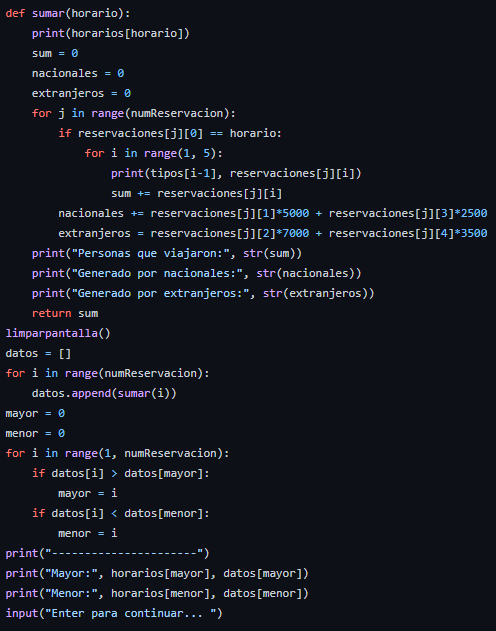 def sumar(horario):
    print(horarios[horario])
    sum = 0
    nacionales = 0
    extranjeros = 0
    for j in range(numReservacion):
        if reservaciones[j][0] == horario:
            for i in range(1, 5):
                print(tipos[i-1], reservaciones[j][i])
                sum += reservaciones[j][i]
        nacionales += reservaciones[j][1]*5000 + reservaciones[j][3]*2500
        extranjeros = reservaciones[j][2]*7000 + reservaciones[j][4]*3500
    print("Personas que viajaron:", str(sum))
    print("Generado por nacionales:", str(nacionales))
    print("Generado por extranjeros:", str(extranjeros))
    return sum
limparpantalla()
datos = []
for i in range(numReservacion):
    datos.append(sumar(i))
mayor = 0
menor = 0
for i in range(1, numReservacion):
    if datos[i] > datos[mayor]:
        mayor = i
    if datos[i] < datos[menor]:
        menor = i
print("----------------------")
print("Mayor:", horarios[mayor], datos[mayor])
print("Menor:", horarios[menor], datos[menor])
input("Enter para continuar... ")